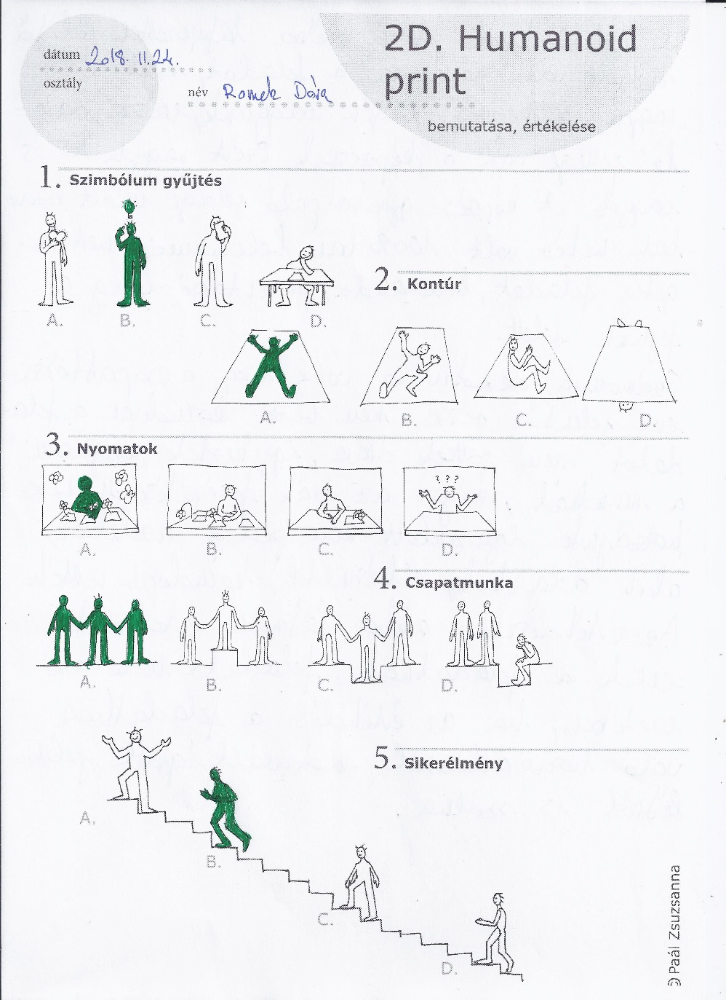 dátum 2018. 11. 24.
osztály
név Romek Dóra
2D. Humanoid
print
bemutatása, értékelése
1. Szimbólum gyűjtés
A. B. C. D.
2. Kontúr
A. B. C. D.
3. Nyomatok
? ? ?
A. B. C. D.
4. Csapatmunka
A. B. C. D.
5. Sikerélmény
A.
B.
C.
D.
© Paál Zsuzsanna